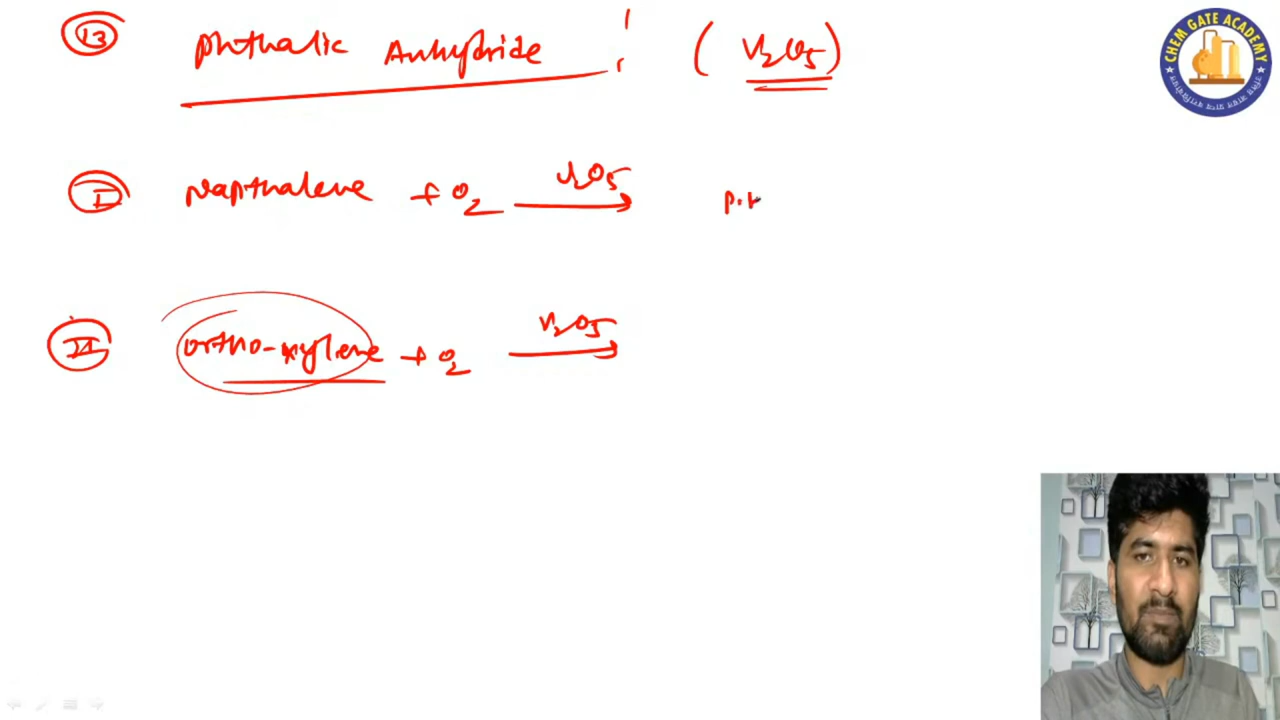 13 Phthalic Anhydride : ( V2O5 )
I Napthalene + O2 V2O5 → p.
II Ortho-xylene + O2 V2O5 →
CHEM GATE ACADEMY